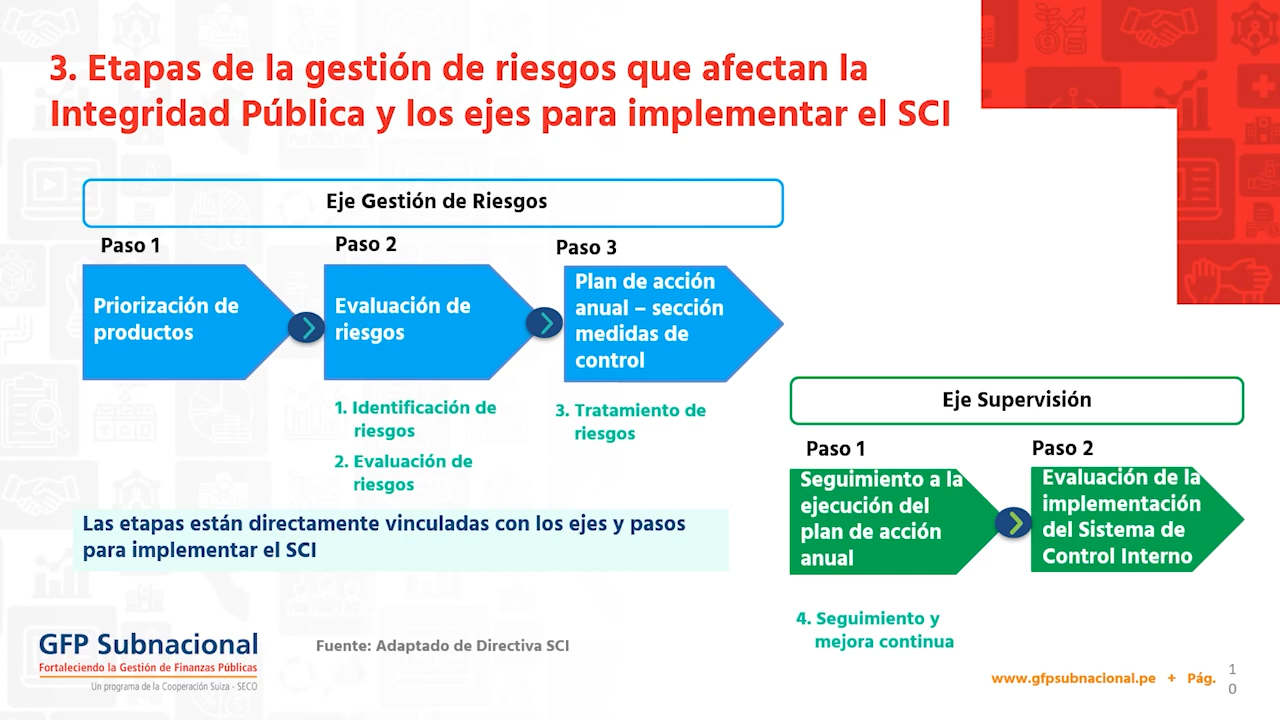 3. Etapas de la gestión de riesgos que afectan la
Integridad Pública y los ejes para implementar el SCI
Eje Gestión de Riesgos
Paso 1
Paso 2
Paso 3
Priorización de
productos
Evaluación de
riesgos
Plan de acción
anual – sección
medidas de
control
1. Identificación de
riesgos
2. Evaluación de
riesgos
3. Tratamiento de
riesgos
Eje Supervisión
Paso 1
Paso 2
Seguimiento a la
ejecución del
plan de acción
anual
Evaluación de la
implementación
del Sistema de
Control Interno
4. Seguimiento y
mejora continua
Las etapas están directamente vinculadas con los ejes y pasos
para implementar el SCI
GFP Subnacional
Fortaleciendo la Gestión de Finanzas Públicas
Un programa de la Cooperación Suiza - SECO
Fuente: Adaptado de Directiva SCI
www.gfpsubnacional.pe + Pág.
1
0